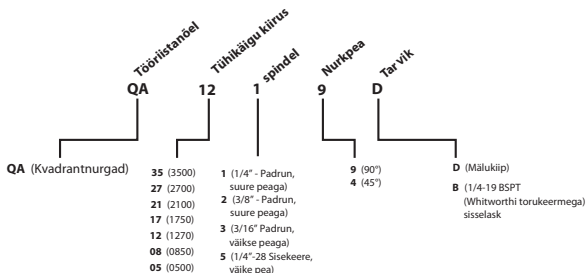 Tööriistanõel
Tühikäigu kiirus
spindel
Nurkpea
Tarvik
QA 12 1 9 D
QA (Kvadrantnurgad)
35 (3500)
27 (2700)
21 (2100)
17 (1750)
12 (1270)
08 (0850)
05 (0500)
1 (1/4" - Padrun,
suure peaga)
2 (3/8" - Padrun,
suure peaga)
3 (3/16" Padrun,
väikse peaga)
5 (1/4"-28 Sisekeere,
väike pea)
9 (90°)
4 (45°)
D (Mälukiip)
B (1/4-19 BSPT
(Whitworthi torukeermega)
sisselask